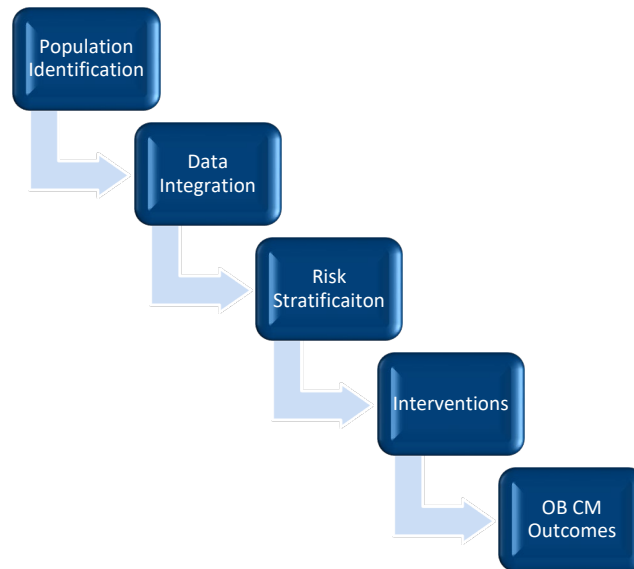 Population
Identification
Data
Integration
Risk
Stratificaiton
Interventions
OB CM
Outcomes